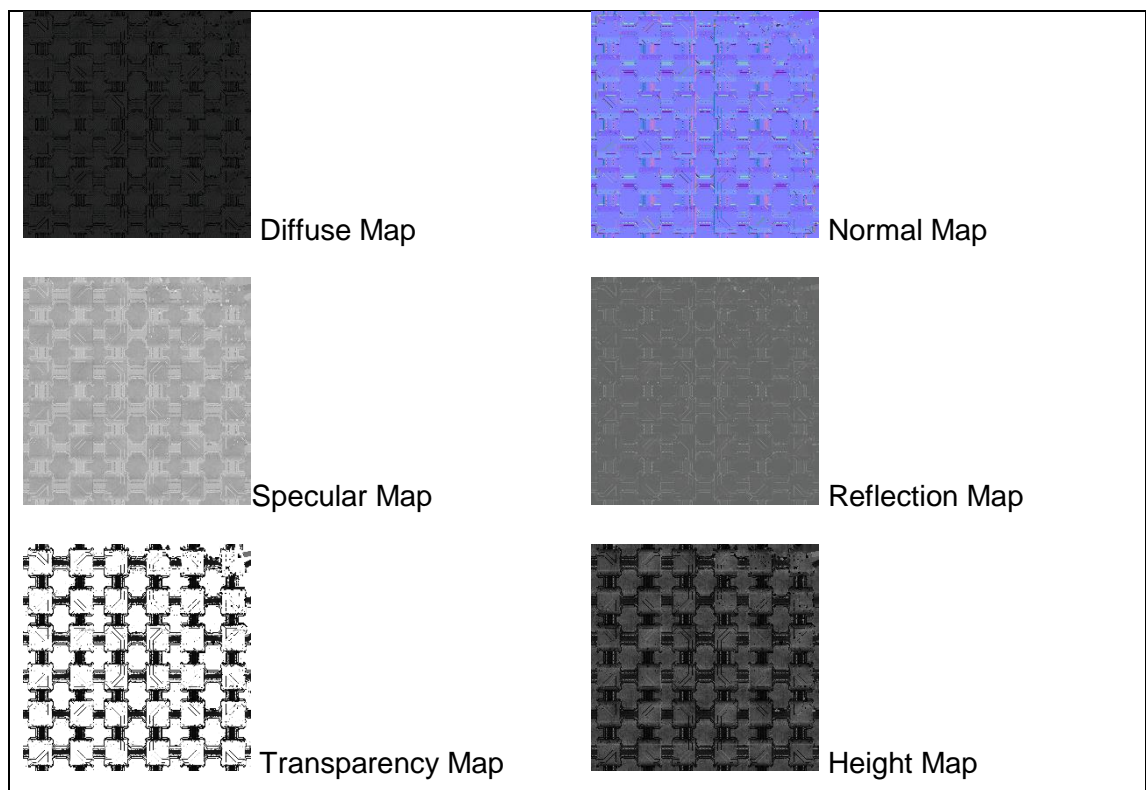 Diffuse Map
Normal Map
Specular Map
Reflection Map
Transparency Map
Height Map